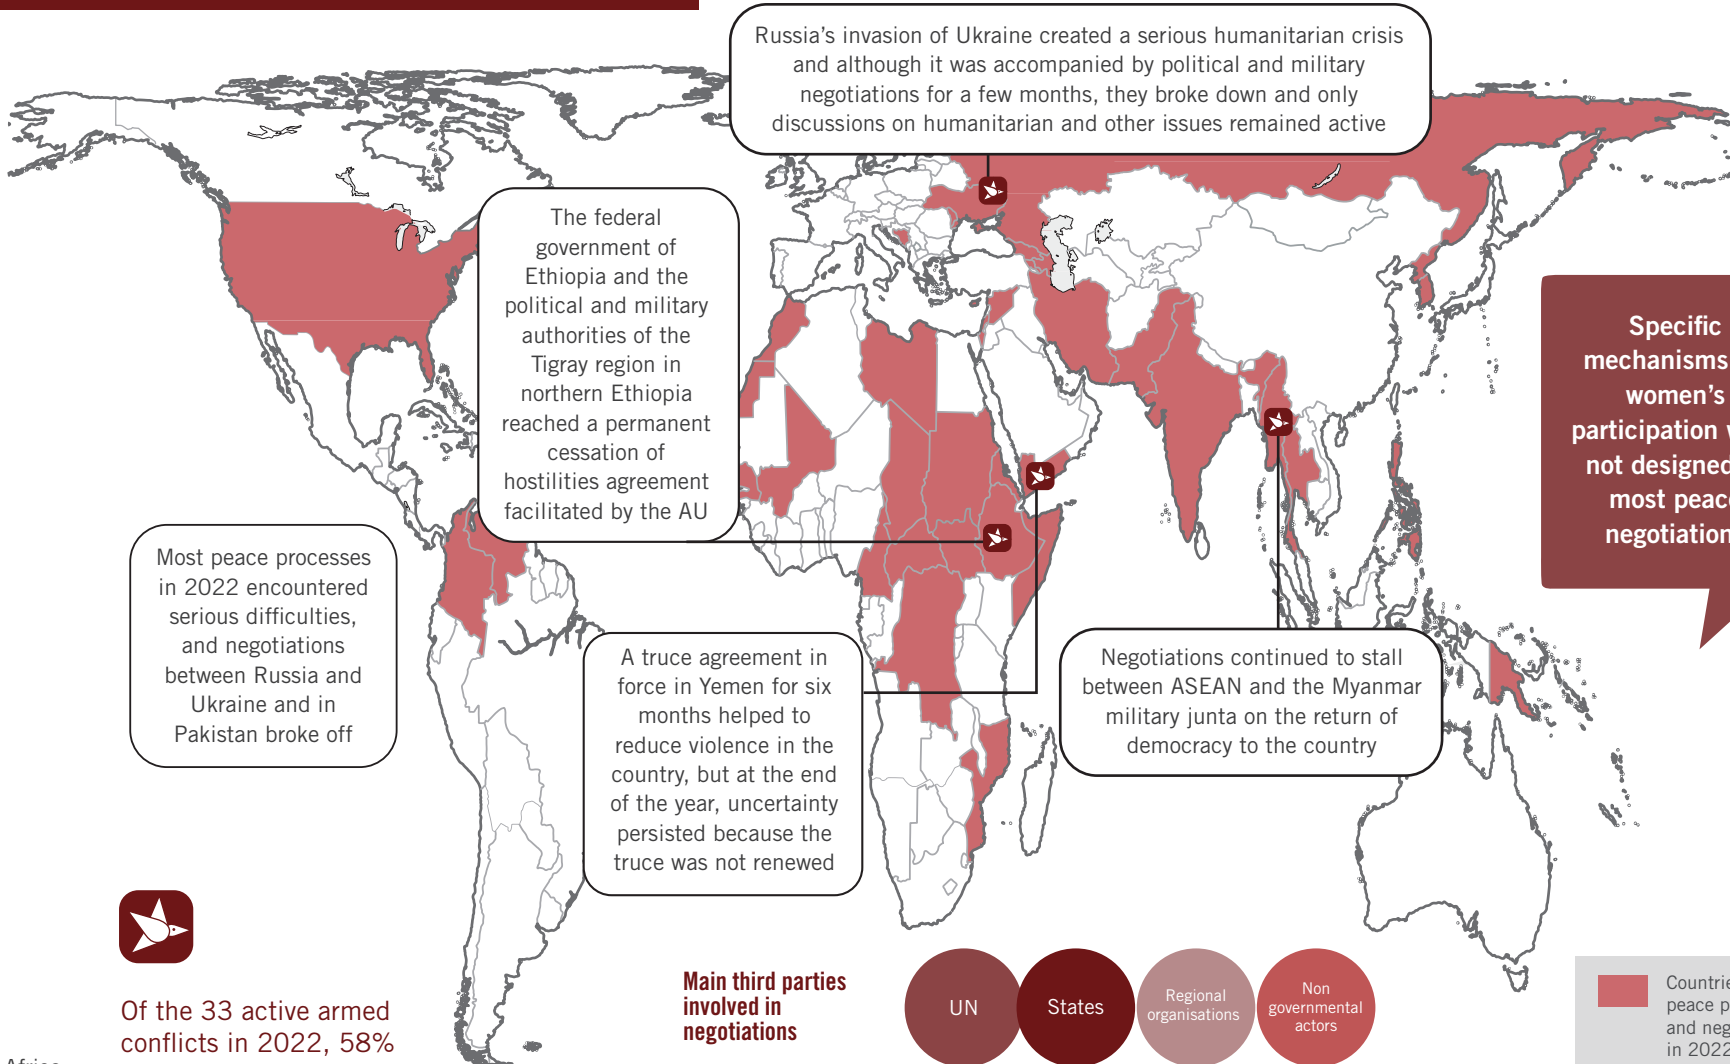 Russia’s invasion of Ukraine created a serious humanitarian crisis
and although it was accompanied by political and military
negotiations for a few months, they broke down and only
discussions on humanitarian and other issues remained active
The federal
government of
Ethiopia and the
political and military
authorities of the
Tigray region in
northern Ethiopia
reached a permanent
cessation of
hostilities agreement
facilitated by the AU
Specific
mechanisms
women’s
participation
not designed
most peace
negotiation
Most peace processes
in 2022 encountered
serious difficulties,
and negotiations
between Russia and
Ukraine and in
Pakistan broke off
A truce agreement in
force in Yemen for six
months helped to
reduce violence in the
country, but at the end
of the year, uncertainty
persisted because the
truce was not renewed
Negotiations continued to stall
between ASEAN and the Myanmar
military junta on the return of
democracy to the country
Of the 33 active armed
conflicts in 2022, 58%
Main third parties
involved in
negotiations
UN
States
Regional
organisations
Non
governmental
actors
Countrie
peace p
and neg
in 2022